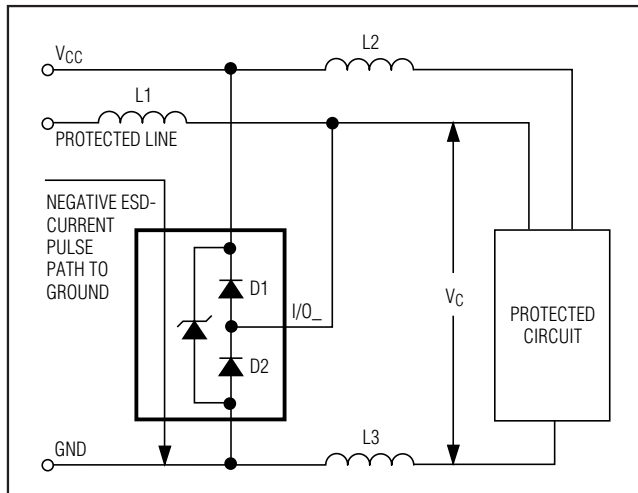 VCC
L2
L1
PROTECTED LINE
NEGATIVE ESD-
CURRENT
PULSE
PATH TO
GROUND
D1
I/O_
D2
VC
PROTECTED
CIRCUIT
GND
L3